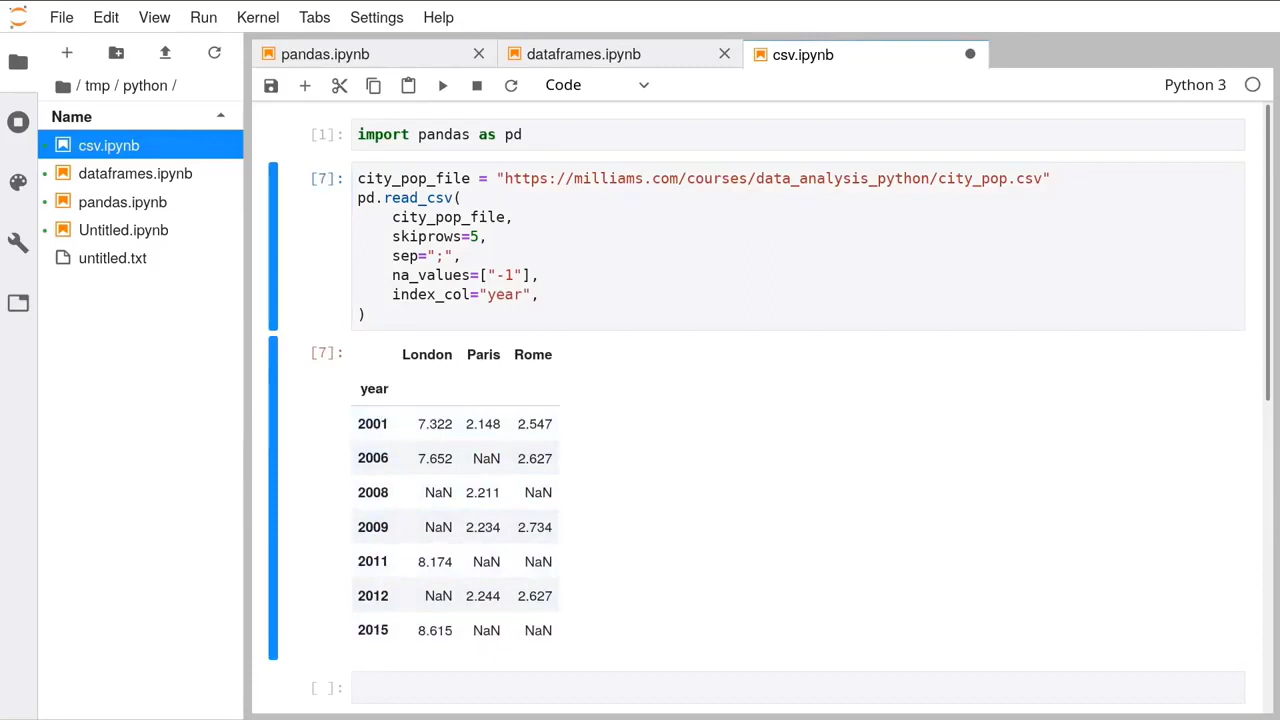 File Edit View Run Kernel Tabs Settings Help
/ tmp / python /
Name
csv.ipynb
dataframes.ipynb
pandas.ipynb
Untitled.ipynb
untitled.txt
pandas.ipynb dataframes.ipynb csv.ipynb
Code Python 3
[1]: import pandas as pd
[7]: city_pop_file = "https://milliams.com/courses/data_analysis_python/city_pop.csv"
pd.read_csv(
    city_pop_file,
    skiprows=5,
    sep=";",
    na_values=["-1"],
    index_col="year",
)
[7]: London Paris Rome
year
2001 7.322 2.148 2.547
2006 7.652 NaN 2.627
2008 NaN 2.211 NaN
2009 NaN 2.234 2.734
2011 8.174 NaN NaN
2012 NaN 2.244 2.627
2015 8.615 NaN NaN
[ ]: